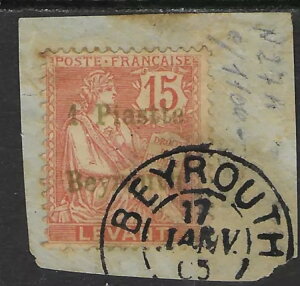 POSTE FRANÇAISE
15
1 Piastre
Beyrouth
LEVANT
BEYROUTH
17
JANV.
05